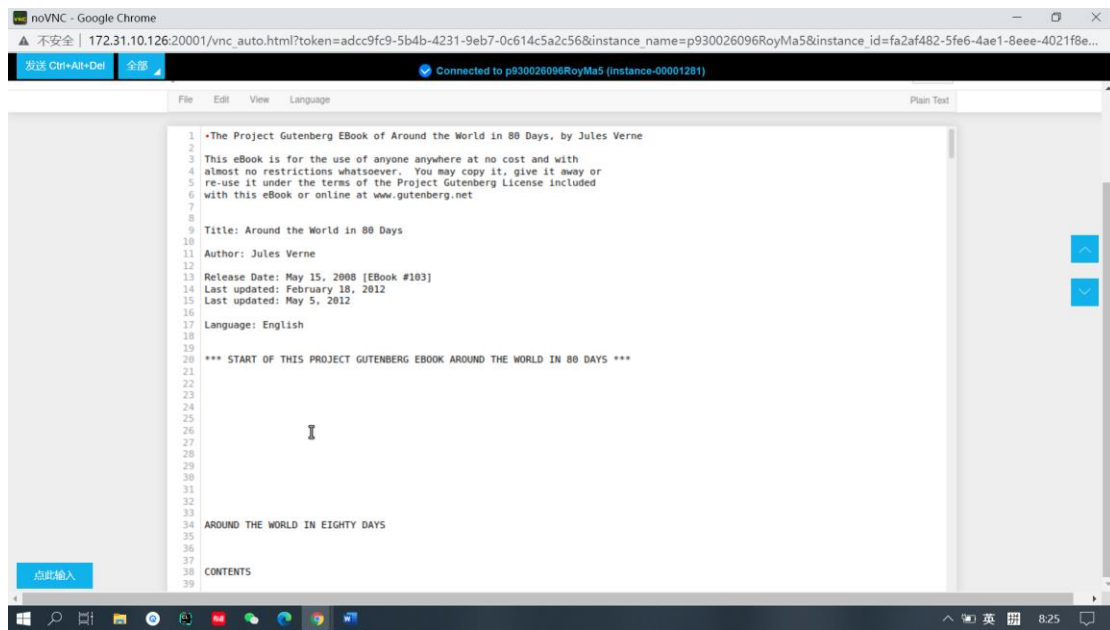 noVNC - Google Chrome
不安全 | 172.31.10.126:20001/vnc_auto.html?token=adcc9fc9-5b4b-4231-9eb7-0c614c5a2c56&instance_name=p930026096RoyMa5&instance_id=fa2af482-5fe6-4ae1-8eee-4021f8e...
发送 Ctrl+Alt+Del 全部 Connected to p930026096RoyMa5 (instance-00001281)
File Edit View Language Plain Text
1 •The Project Gutenberg EBook of Around the World in 80 Days, by Jules Verne
2
3 This eBook is for the use of anyone anywhere at no cost and with
4 almost no restrictions whatsoever. You may copy it, give it away or
5 re-use it under the terms of the Project Gutenberg License included
6 with this eBook or online at www.gutenberg.net
7
8
9 Title: Around the World in 80 Days
10
11 Author: Jules Verne
12
13 Release Date: May 15, 2008 [EBook #103]
14 Last updated: February 18, 2012
15 Last updated: May 5, 2012
16
17 Language: English
18
19
20 *** START OF THIS PROJECT GUTENBERG EBOOK AROUND THE WORLD IN 80 DAYS ***
21
22
23
24
25
26
27
28
29
30
31
32
33
34 AROUND THE WORLD IN EIGHTY DAYS
35
36
37
38 CONTENTS
39
点此输入
英 拼 8:25